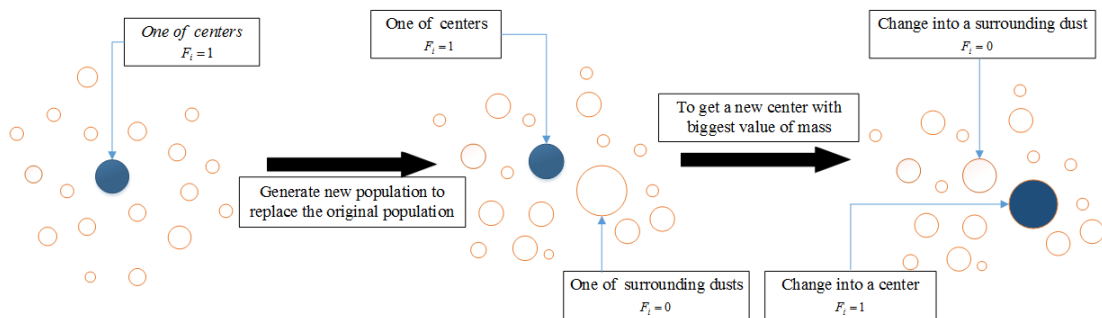 One of centers
F_i = 1
Generate new population to
replace the original population
One of centers
F_i = 1
One of surrounding dusts
F_i = 0
To get a new center with
biggest value of mass
Change into a surrounding dust
F_i = 0
Change into a center
F_i = 1